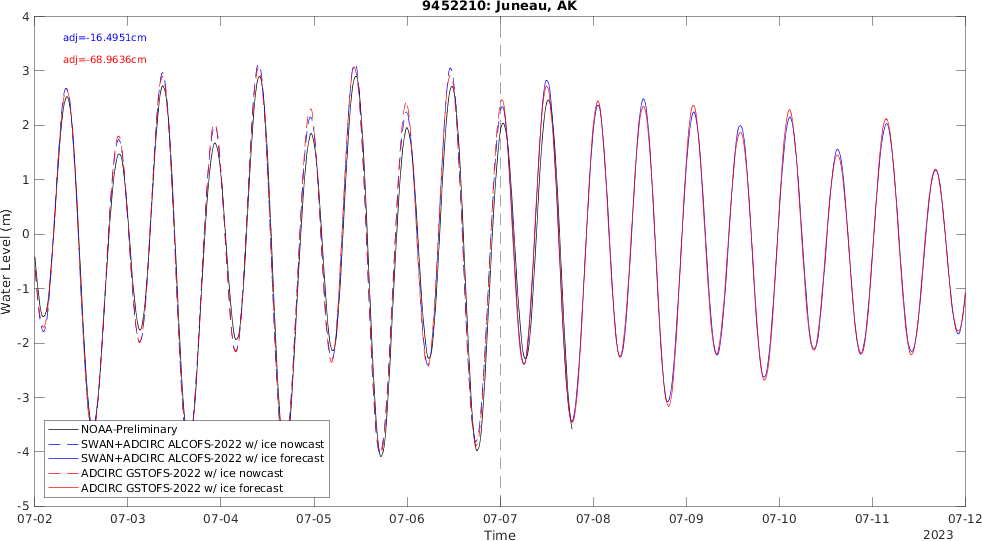 9452210: Juneau, AK
adj=-16.4951cm
adj=-68.9636cm
4
3
2
1
0
-1
-2
-3
-4
-5
Water Level (m)
NOAA-Preliminary
SWAN+ADCIRC ALCOFS-2022 w/ ice nowcast
SWAN+ADCIRC ALCOFS-2022 w/ ice forecast
ADCIRC GSTOFS-2022 w/ ice nowcast
ADCIRC GSTOFS-2022 w/ ice forecast
07-02 07-03 07-04 07-05 07-06 07-07 07-08 07-09 07-10 07-11 07-12
Time
2023